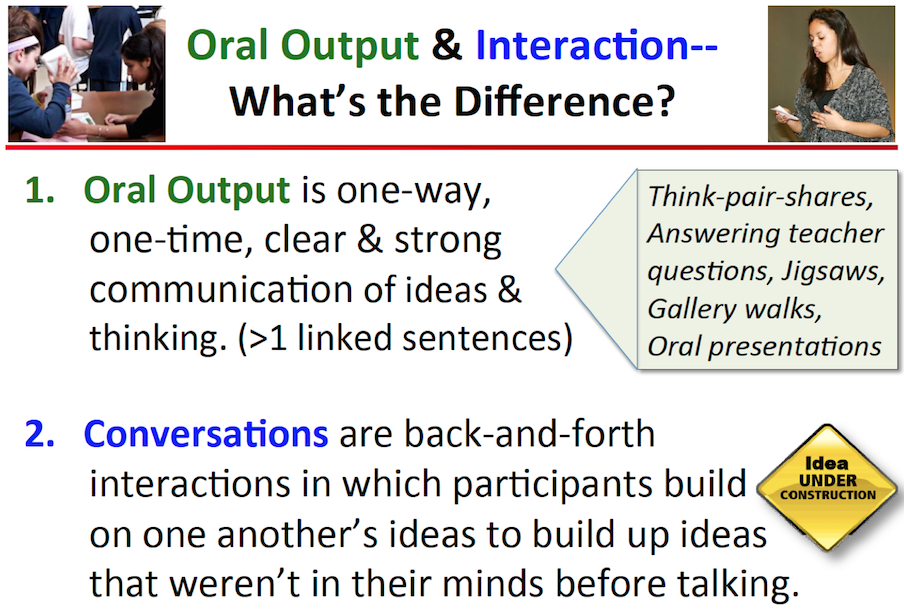 Oral Output & Interaction--
What's the Difference?
1. Oral Output is one-way,
one-time, clear & strong
communication of ideas &
thinking. (>1 linked sentences)
Think-pair-shares,
Answering teacher
questions, Jigsaws,
Gallery walks,
Oral presentations
2. Conversations are back-and-forth
interactions in which participants build
on one another's ideas to build up ideas
that weren't in their minds before talking.
Idea
UNDER
CONSTRUCTION